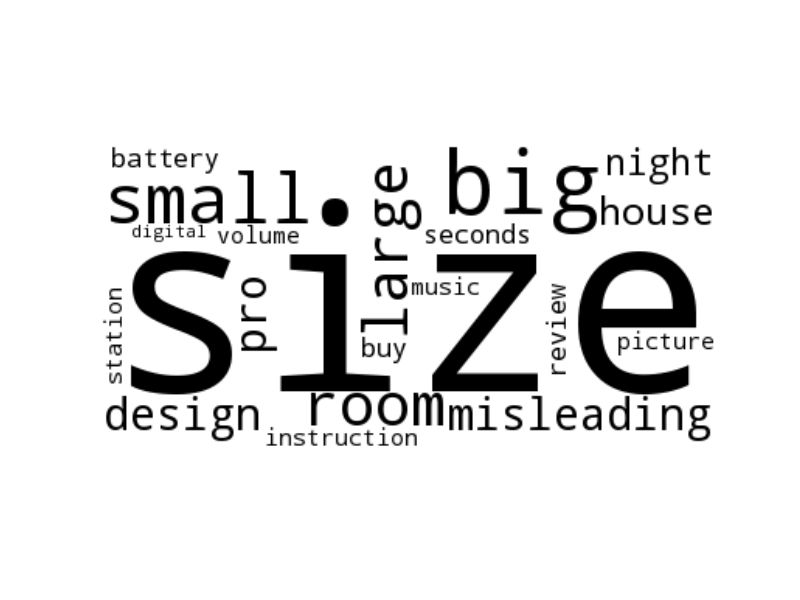 battery
small
big
night
house
digital
volume
large
seconds
size
music
station
pro
review
buy
picture
design
room
misleading
instruction